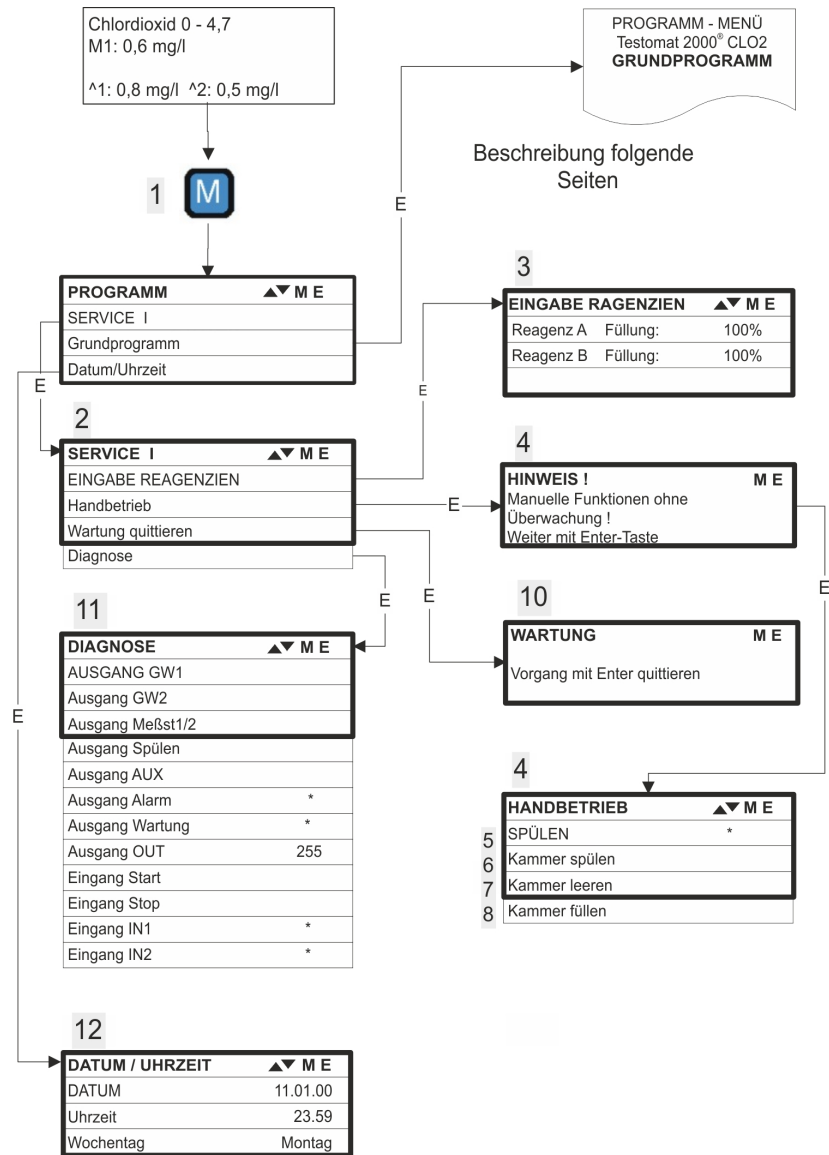 Chlordioxid 0 - 4,7
M1: 0,6 mg/l
^1: 0,8 mg/l ^2: 0,5 mg/l
PROGRAMM - MENÜ
Testomat 2000® CLO2
GRUNDPROGRAMM
Beschreibung folgende
Seiten
1
M
E
PROGRAMM ▲▼ M E
SERVICE I
Grundprogramm
Datum/Uhrzeit
E
3
EINGABE RAGENZIEN ▲▼ M E
Reagenz A Füllung: 100%
Reagenz B Füllung: 100%
E
2
SERVICE I ▲▼ M E
EINGABE REAGENZIEN
Handbetrieb
Wartung quittieren
Diagnose
E
4
HINWEIS ! M E
Manuelle Funktionen ohne
Überwachung !
Weiter mit Enter-Taste
E
E
E
10
WARTUNG M E
Vorgang mit Enter quittieren
11
DIAGNOSE ▲▼ M E
AUSGANG GW1
Ausgang GW2
Ausgang Meßst1/2
Ausgang Spülen
Ausgang AUX
Ausgang Alarm *
Ausgang Wartung *
Ausgang OUT 255
Eingang Start
Eingang Stop
Eingang IN1 *
Eingang IN2 *
E
4
HANDBETRIEB ▲▼ M E
5 SPÜLEN *
6 Kammer spülen
7 Kammer leeren
8 Kammer füllen
12
DATUM / UHRZEIT ▲▼ M E
DATUM 11.01.00
Uhrzeit 23.59
Wochentag Montag